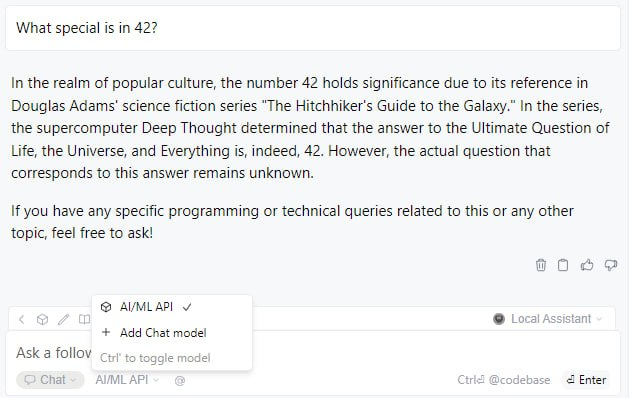 What special is in 42?
In the realm of popular culture, the number 42 holds significance due to its reference in
Douglas Adams' science fiction series "The Hitchhiker's Guide to the Galaxy." In the series,
the supercomputer Deep Thought determined that the answer to the Ultimate Question of
Life, the Universe, and Everything is, indeed, 42. However, the actual question that
corresponds to this answer remains unknown.
If you have any specific programming or technical queries related to this or any other
topic, feel free to ask!
AI/ML API
+ Add Chat model
Ctrl' to toggle model
Local Assistant
Ask a follow
Chat
AI/ML API
@
Ctrl⏎ @codebase
⏎ Enter